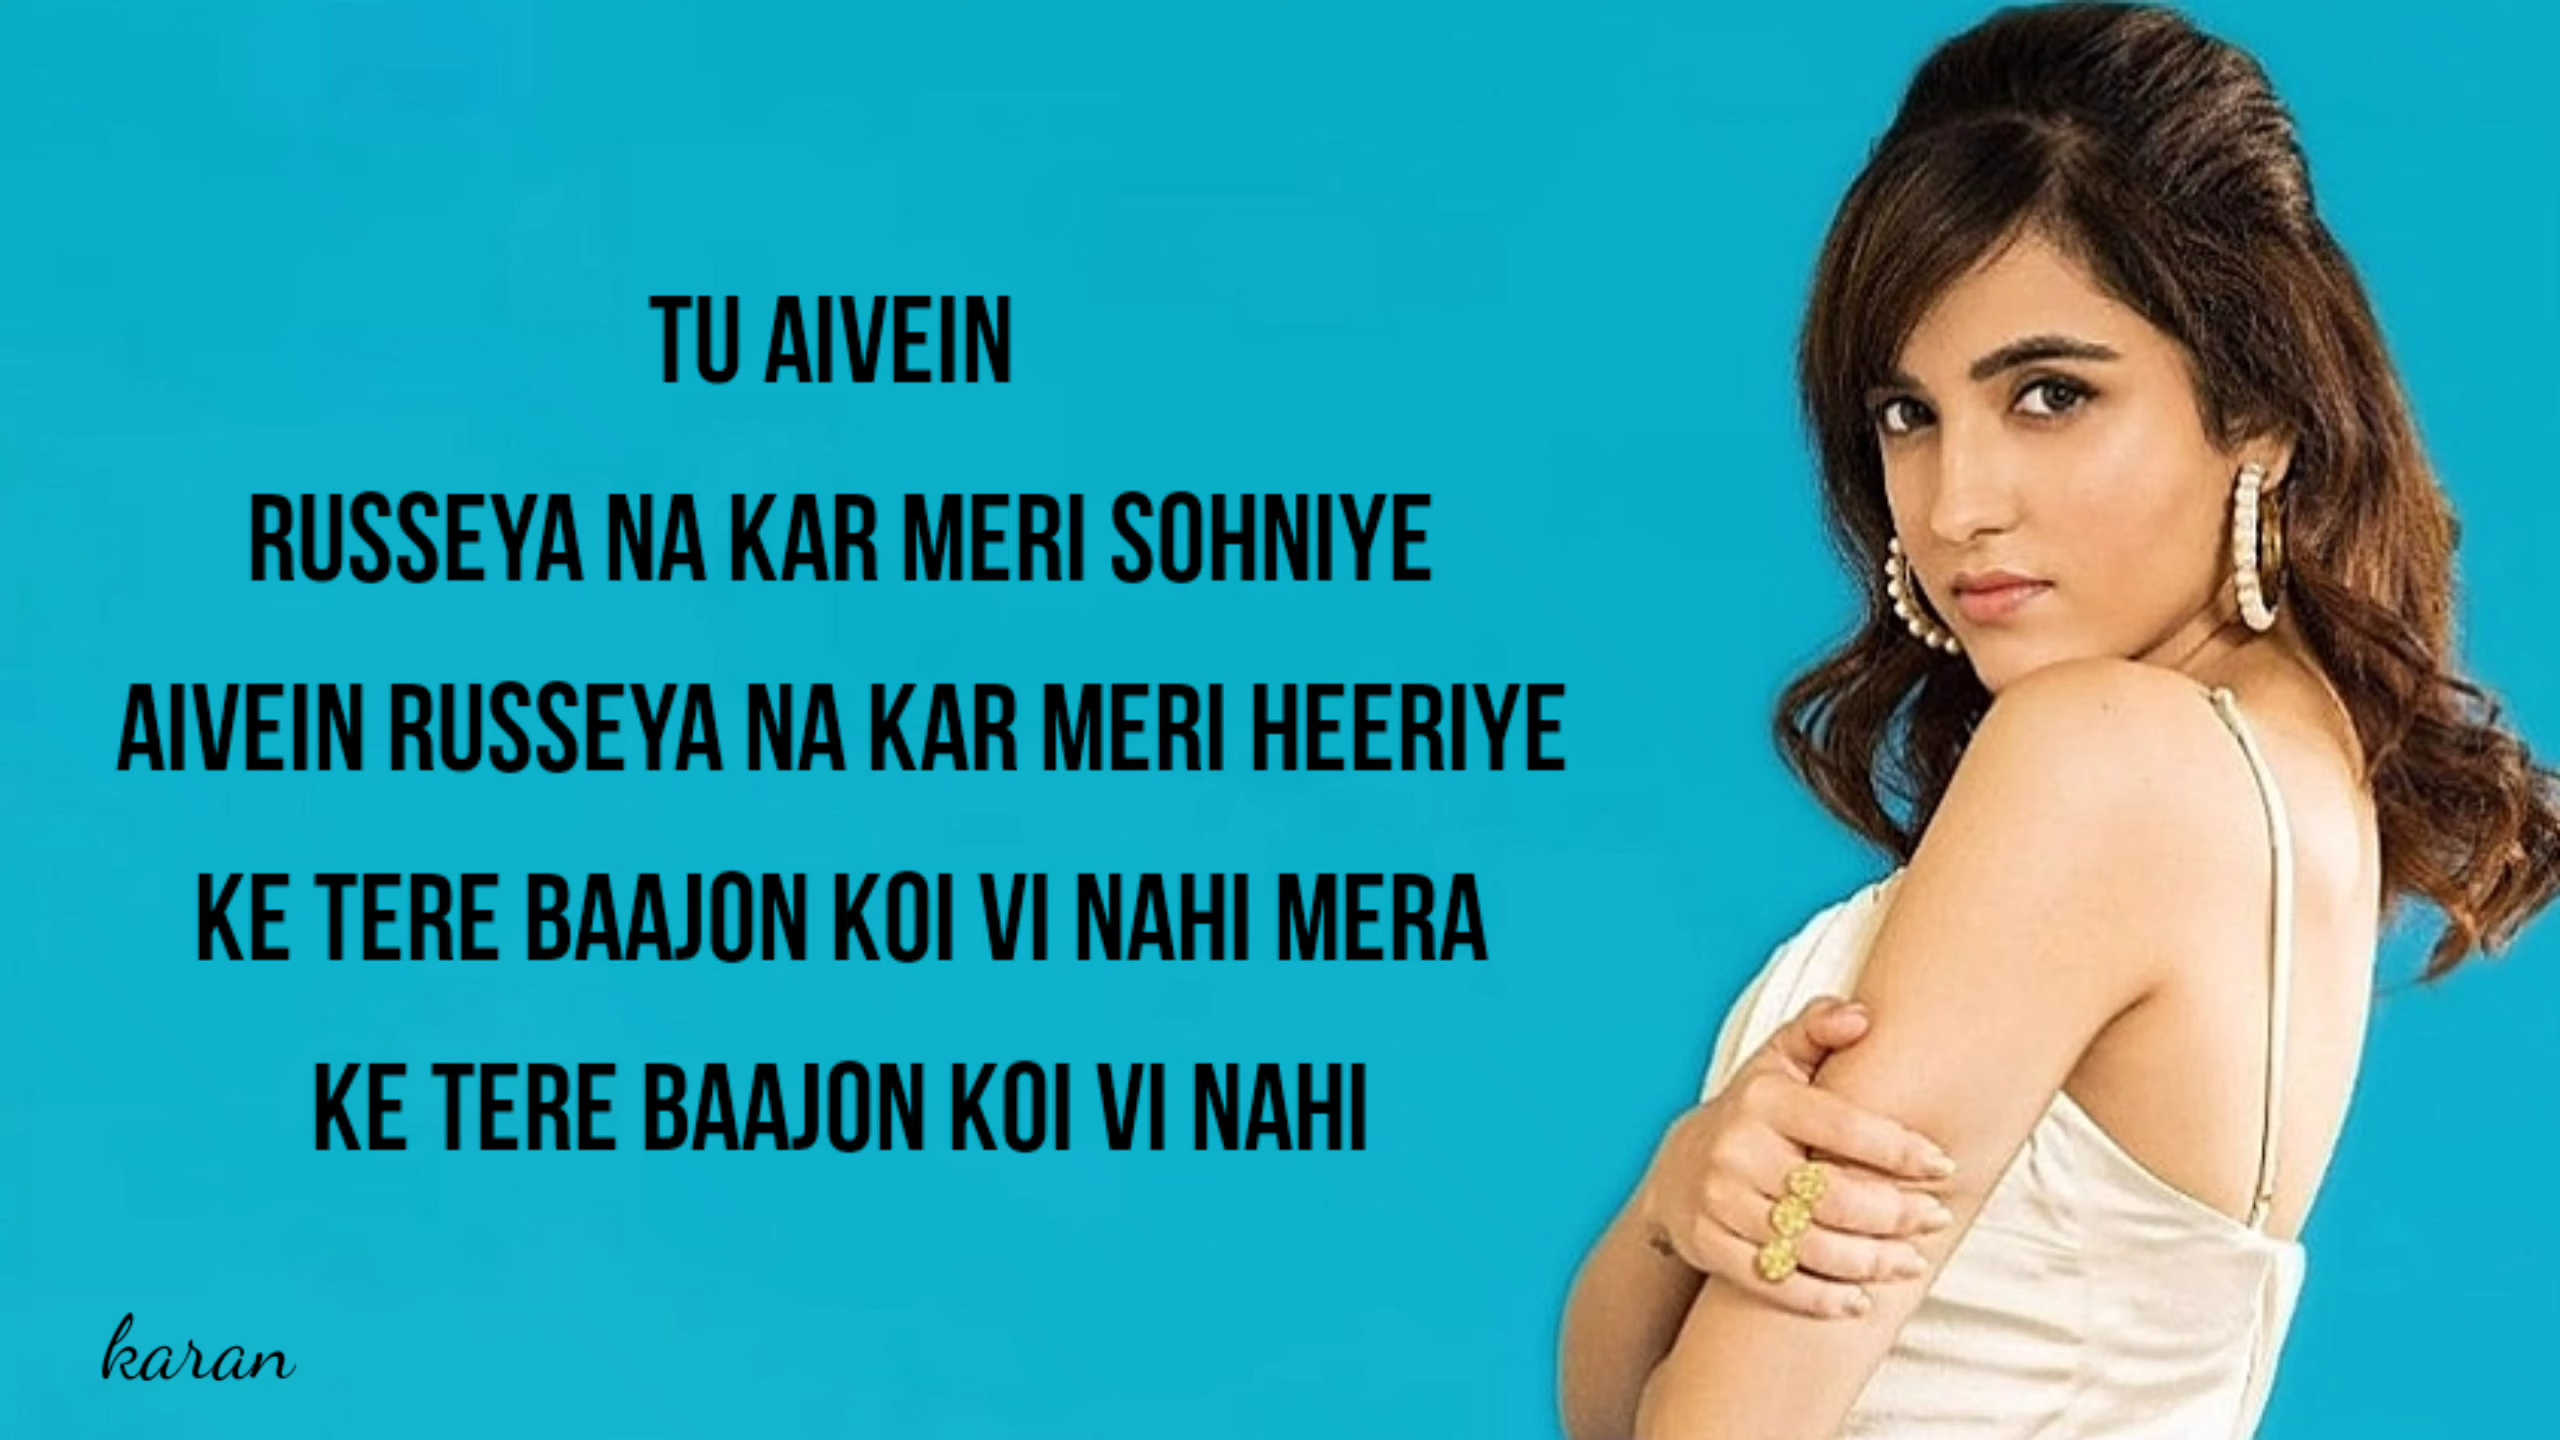 TU AIVEIN
RUSSEYA NA KAR MERI SOHNIYE
AIVEIN RUSSEYA NA KAR MERI HEERIYE
KE TERE BAAJON KOI VI NAHI MERA
KE TERE BAAJON KOI VI NAHI
karan